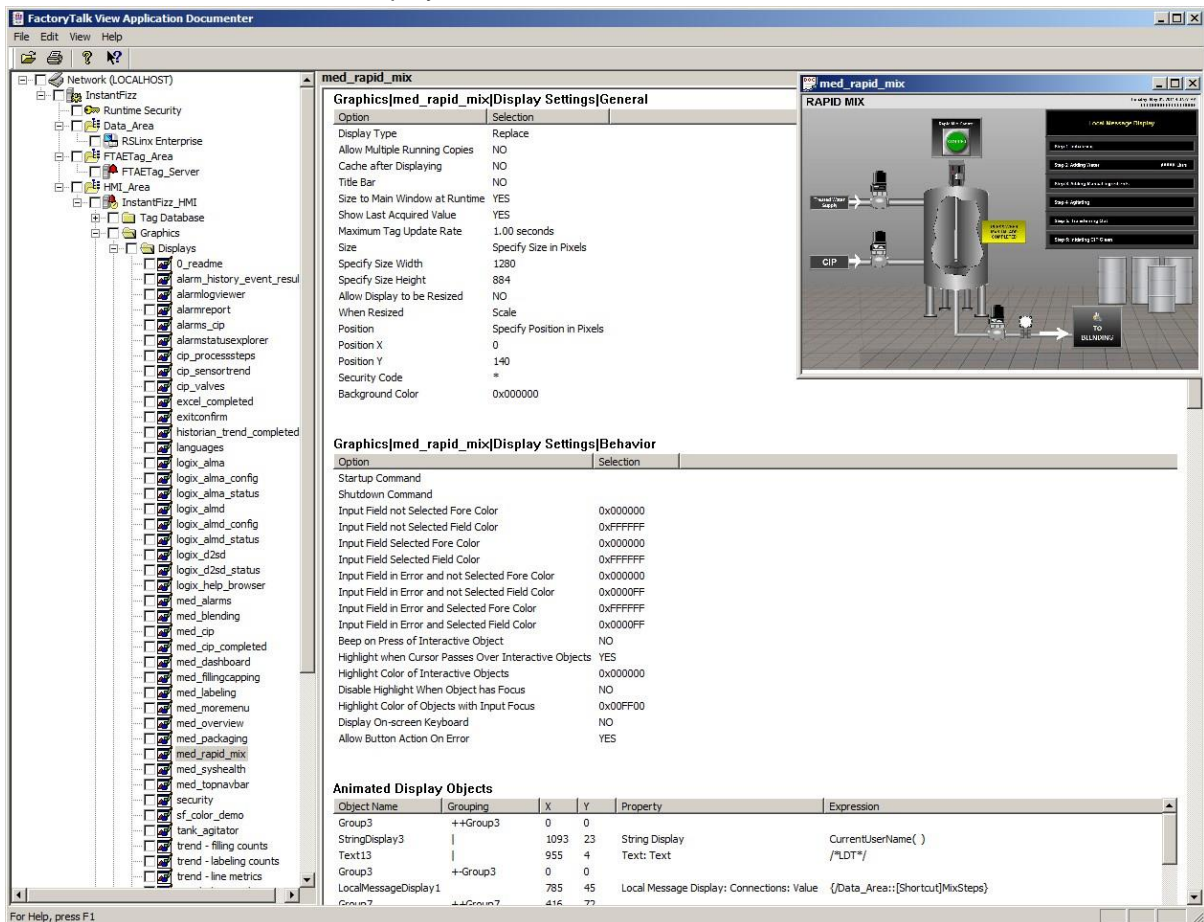 FactoryTalk View Application Documenter
File Edit View Help
Network (LOCALHOST)
InstantFizz
Runtime Security
Data_Area
RSLinx Enterprise
FTAETag_Area
FTAETag_Server
HMI_Area
InstantFizz_HMI
Tag Database
Graphics
Displays
0_readme
alarm_history_event_resul
alarmlogviewer
alarmreport
alarms_cip
alarmstatusexplorer
cip_processsteps
cip_sensortrend
cip_valves
excel_completed
exitconfirm
historian_trend_completed
languages
logix_alma
logix_alma_config
logix_alma_status
logix_almd
logix_almd_config
logix_almd_status
logix_d2sd
logix_d2sd_status
logix_help_browser
med_alarms
med_blending
med_cip
med_cip_completed
med_dashboard
med_fillingcapping
med_labeling
med_moremenu
med_overview
med_packaging
med_rapid_mix
med_syshealth
med_topnavbar
security
sf_color_demo
tank_agitator
trend - filling counts
trend - labeling counts
trend - line metrics
med_rapid_mix
Graphics|med_rapid_mix|Display Settings|General
Option Selection
Display Type Replace
Allow Multiple Running Copies NO
Cache after Displaying NO
Title Bar NO
Size to Main Window at Runtime YES
Show Last Acquired Value YES
Maximum Tag Update Rate 1.00 seconds
Size Specify Size in Pixels
Specify Size Width 1280
Specify Size Height 884
Allow Display to be Resized NO
When Resized Scale
Position Specify Position in Pixels
Position X 0
Position Y 140
Security Code *
Background Color 0x000000
Graphics|med_rapid_mix|Display Settings|Behavior
Option Selection
Startup Command
Shutdown Command
Input Field not Selected Fore Color 0x000000
Input Field not Selected Field Color 0xFFFFFF
Input Field Selected Fore Color 0x000000
Input Field Selected Field Color 0xFFFFFF
Input Field in Error and not Selected Fore Color 0x000000
Input Field in Error and not Selected Field Color 0x0000FF
Input Field in Error and Selected Fore Color 0xFFFFFF
Input Field in Error and Selected Field Color 0x0000FF
Beep on Press of Interactive Object NO
Highlight when Cursor Passes Over Interactive Objects YES
Highlight Color of Interactive Objects 0x000000
Disable Highlight When Object has Focus NO
Highlight Color of Objects with Input Focus 0x00FF00
Display On-screen Keyboard NO
Allow Button Action On Error YES
Animated Display Objects
Object Name Grouping X Y Property Expression
Group3 ++Group3 0 0
StringDisplay3 | 1093 23 String Display CurrentUserName( )
Text13 | 955 4 Text: Text /*LDT*/
Group3 +-Group3 0 0
LocalMessageDisplay1 785 45 Local Message Display: Connections: Value {/Data_Area::[Shortcut]MixSteps}
Group7 ++Group7 416 72
med_rapid_mix
RAPID MIX
Local Message Display
Treated Water
Supply
Step 2: Adding Water
Step 4: Agitating
CIP
TO
BLENDING
For Help, press F1